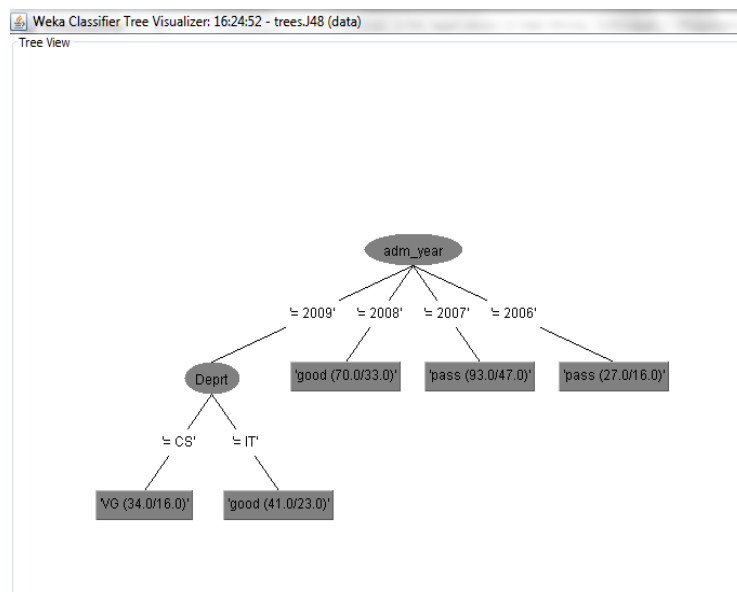 Weka Classifier Tree Visualizer: 16:24:52 - trees.J48 (data)
Tree View
adm_year
'= 2009' '= 2008' '= 2007' '= 2006'
Deprt 'good (70.0/33.0)' 'pass (93.0/47.0)' 'pass (27.0/16.0)'
'= CS' '= IT'
'VG (34.0/16.0)' 'good (41.0/23.0)'